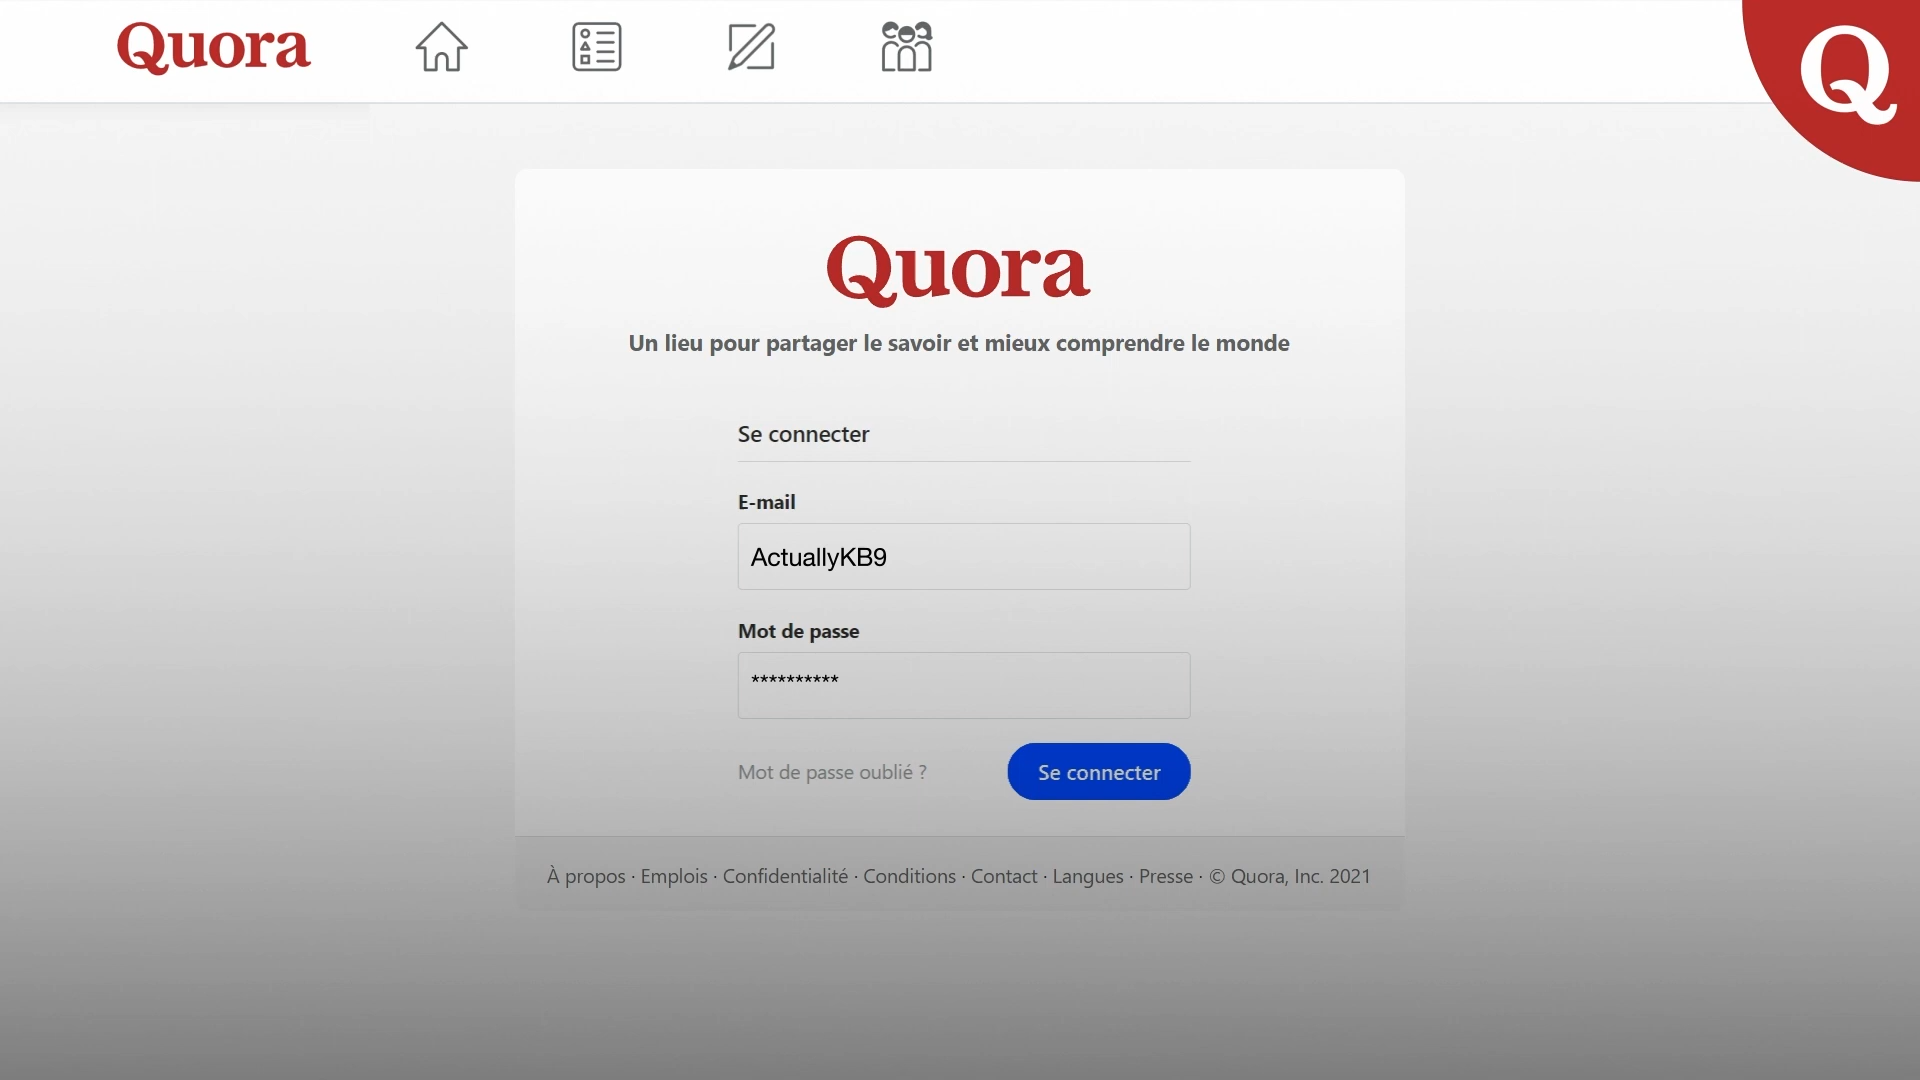 Quora
Q
Quora
Un lieu pour partager le savoir et mieux comprendre le monde
Se connecter
E-mail
ActuallyKB9
Mot de passe
**********
Mot de passe oublié ?
Se connecter
À propos · Emplois · Confidentialité · Conditions · Contact · Langues · Presse · © Quora, Inc. 2021